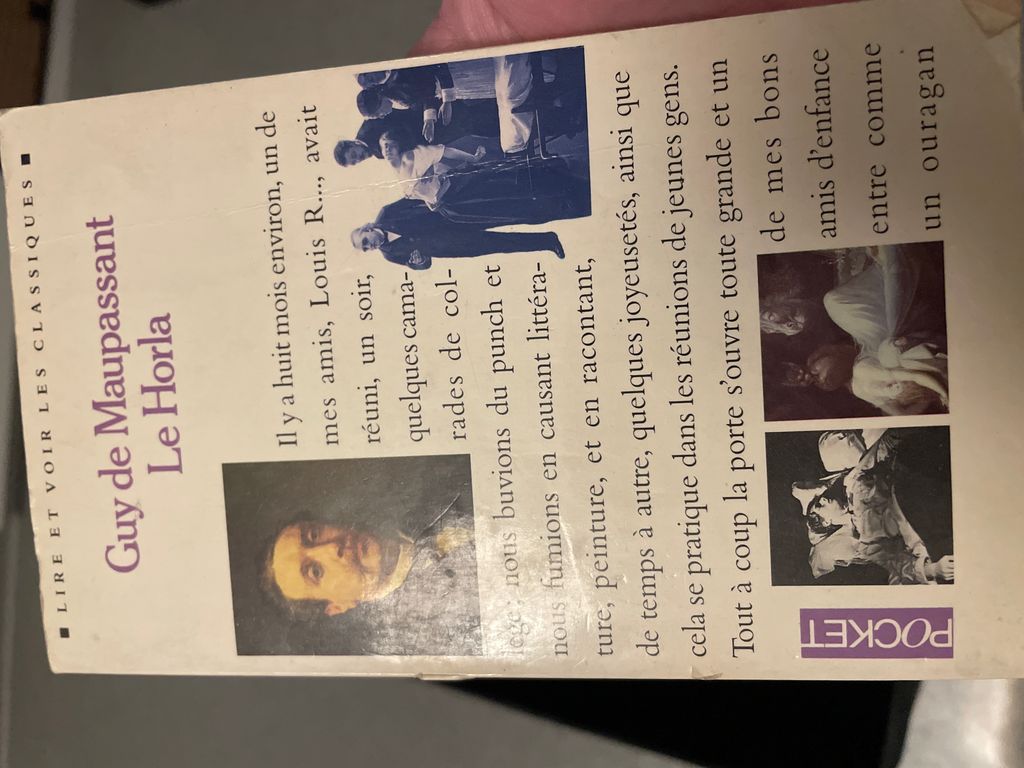 ■ LIRE ET VOIR LES CLASSIQUES ■
Guy de Maupassant
Le Horla
Il y a huit mois environ, un de
mes amis, Louis R..., avait
réuni, un soir,
quelques cama-
rades de col-
lège; nous buvions du punch et
nous fumions en causant littéra-
ture, peinture, et en racontant,
de temps à autre, quelques joyeusetés, ainsi que
cela se pratique dans les réunions de jeunes gens.
Tout à coup la porte s'ouvre toute grande et un
de mes bons
amis d'enfance
entre comme
un ouragan
POCKET